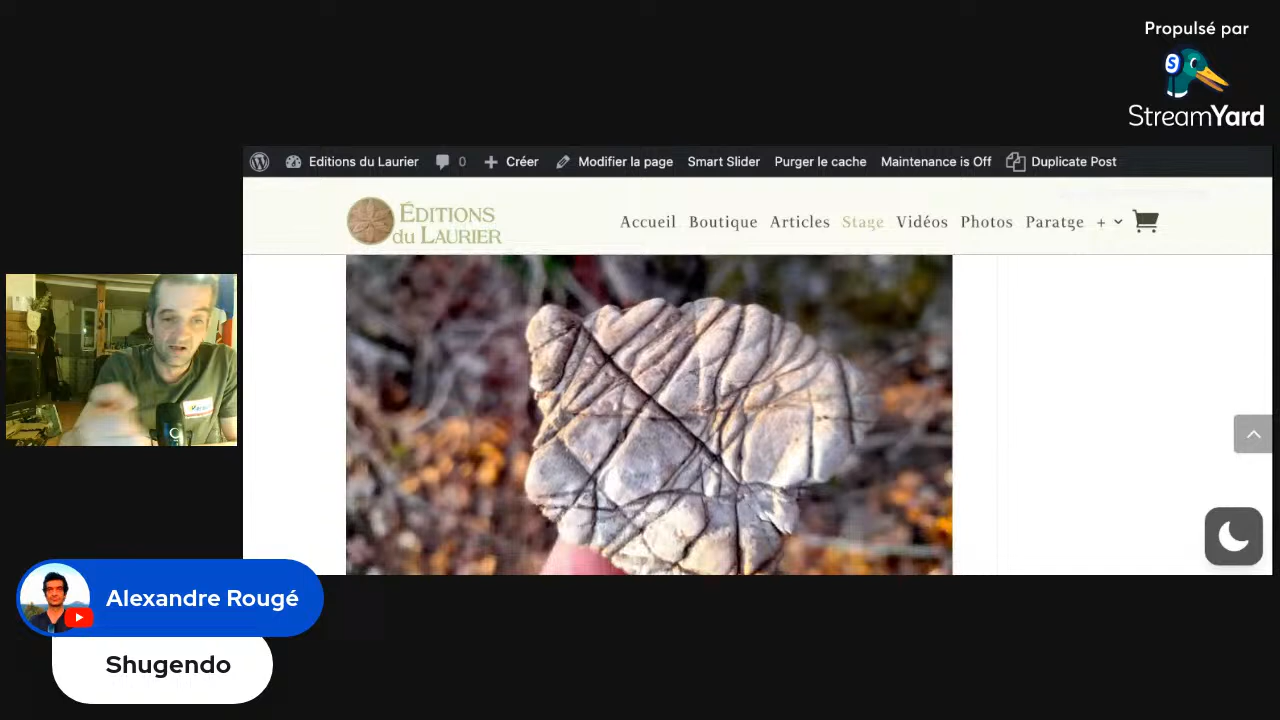 Propulsé par
StreamYard
Editions du Laurier 0 Créer Modifier la page Smart Slider Purger le cache Maintenance is Off Duplicate Post
ÉDITIONS
du LAURIER
Accueil Boutique Articles Stage Vidéos Photos Paratge +
Alexandre Rougé
Shugendo